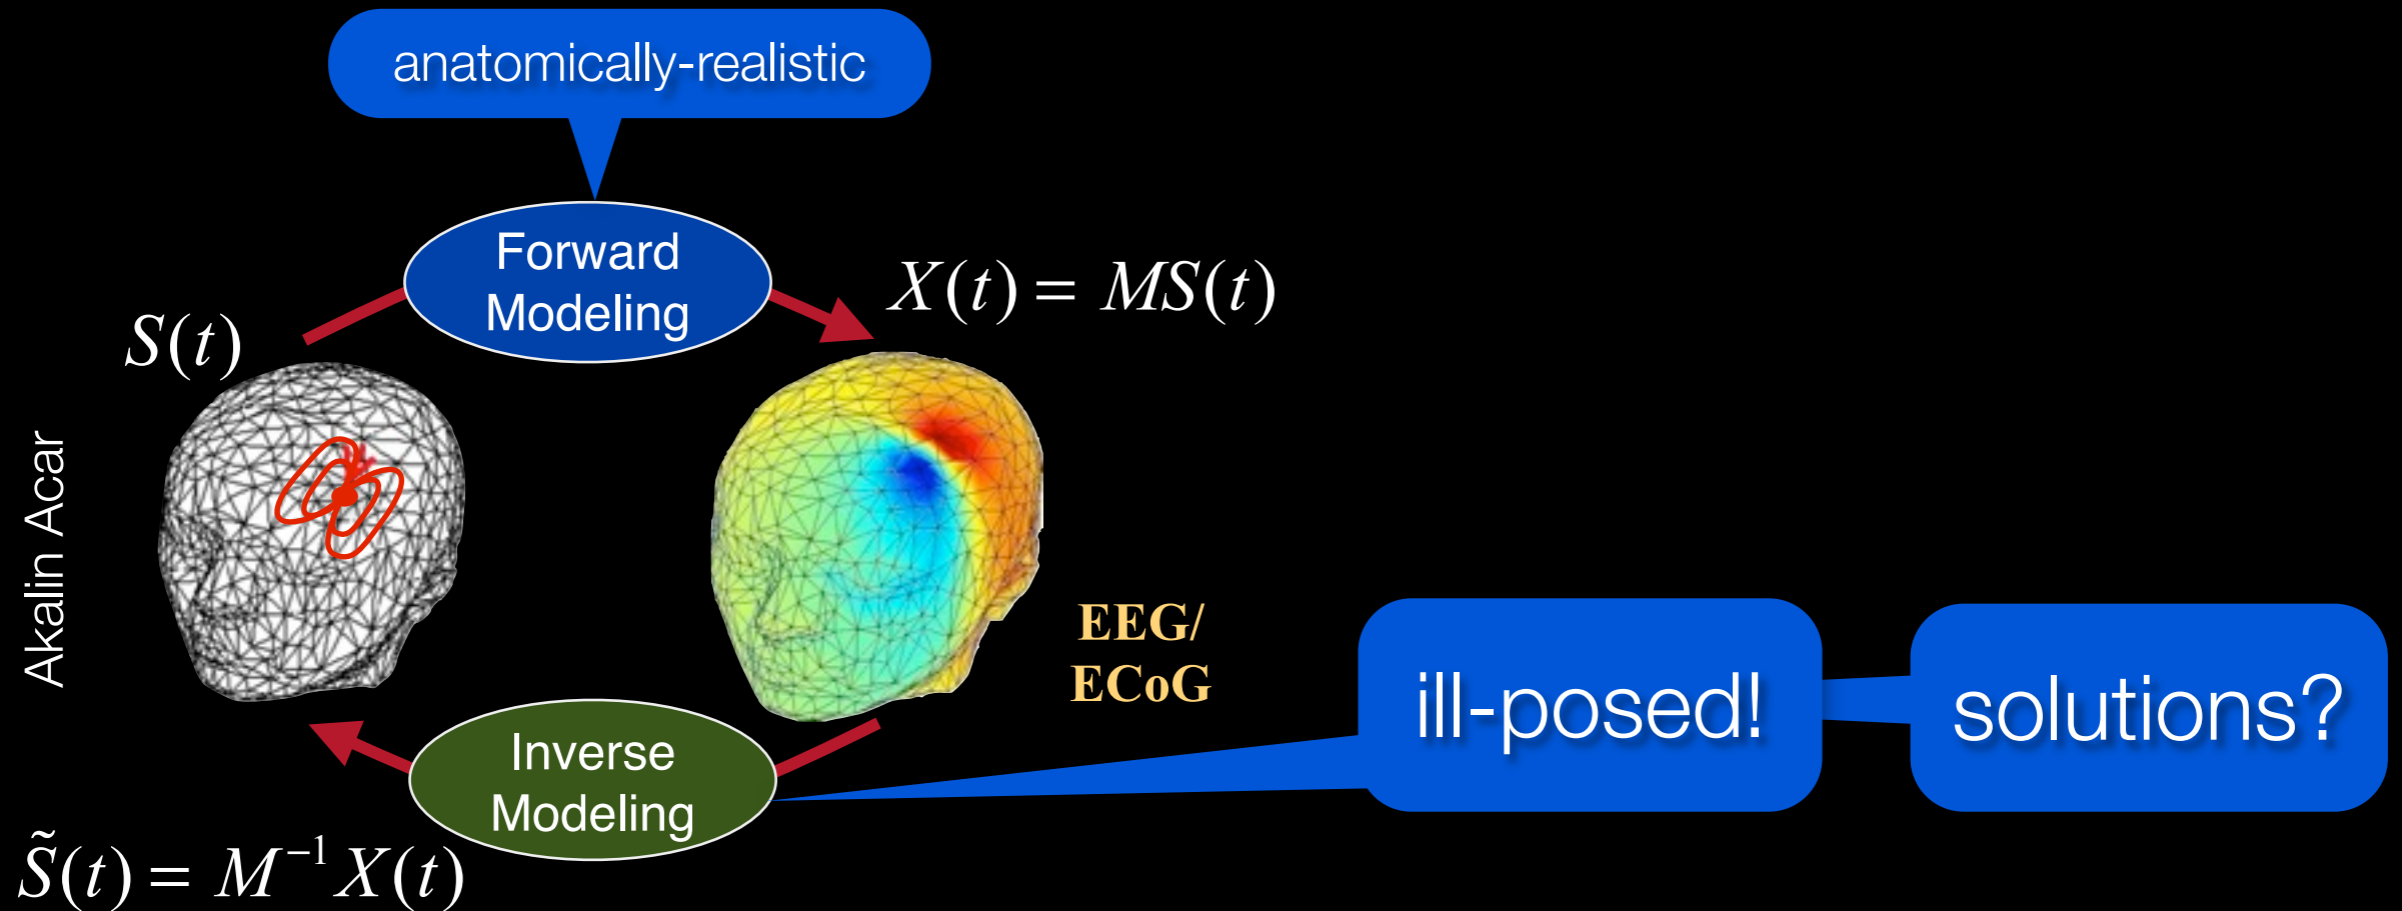 anatomically-realistic
Forward
Modeling
X(t) = MS(t)
S(t)
Akalin Acar
EEG/
ECoG
ill-posed!
solutions?
Inverse
Modeling
S̃(t) = M⁻¹X(t)